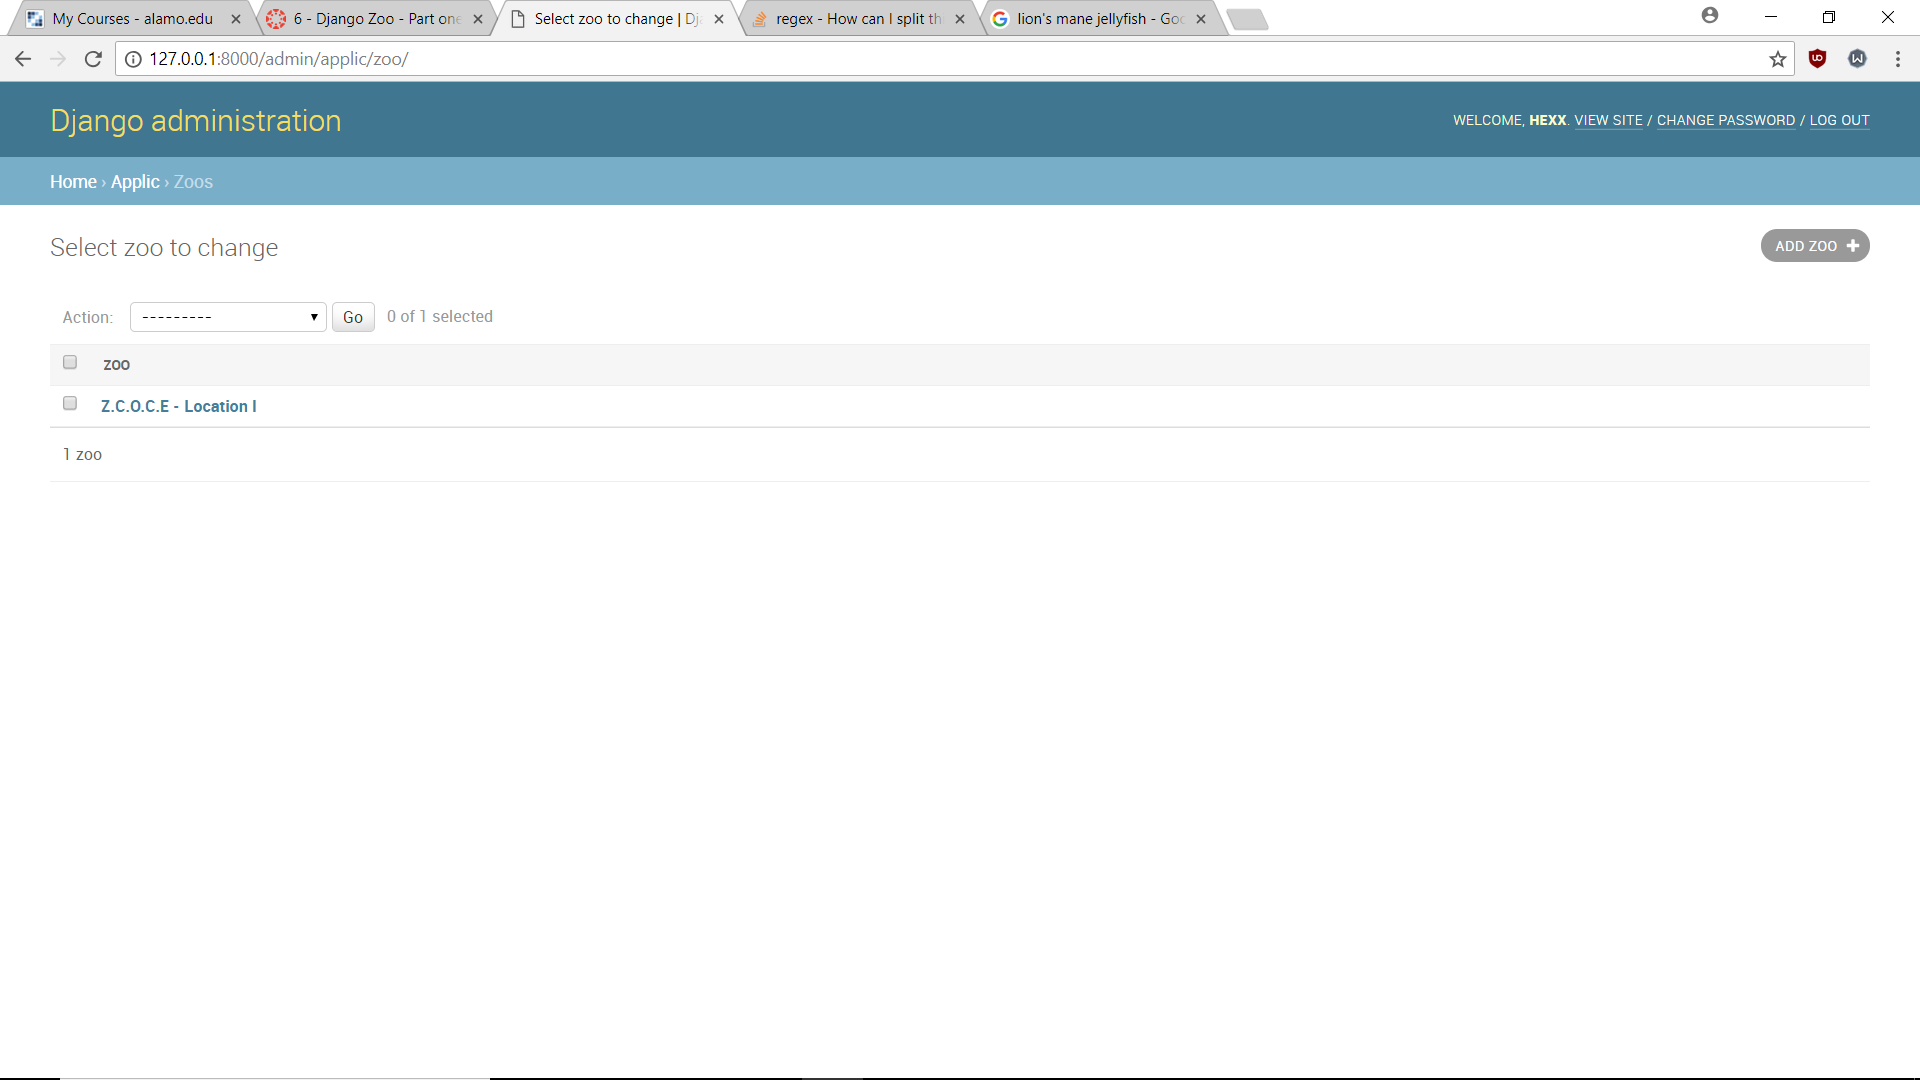 My Courses - alamo.edu
6 - Django Zoo - Part one
Select zoo to change | Dj
regex - How can I split th
lion's mane jellyfish - Goo
127.0.0.1:8000/admin/applic/zoo/
Django administration
WELCOME, HEXX. VIEW SITE / CHANGE PASSWORD / LOG OUT
Home › Applic › Zoos
Select zoo to change
ADD ZOO +
Action: --------- Go 0 of 1 selected
ZOO
Z.C.O.C.E - Location I
1 zoo